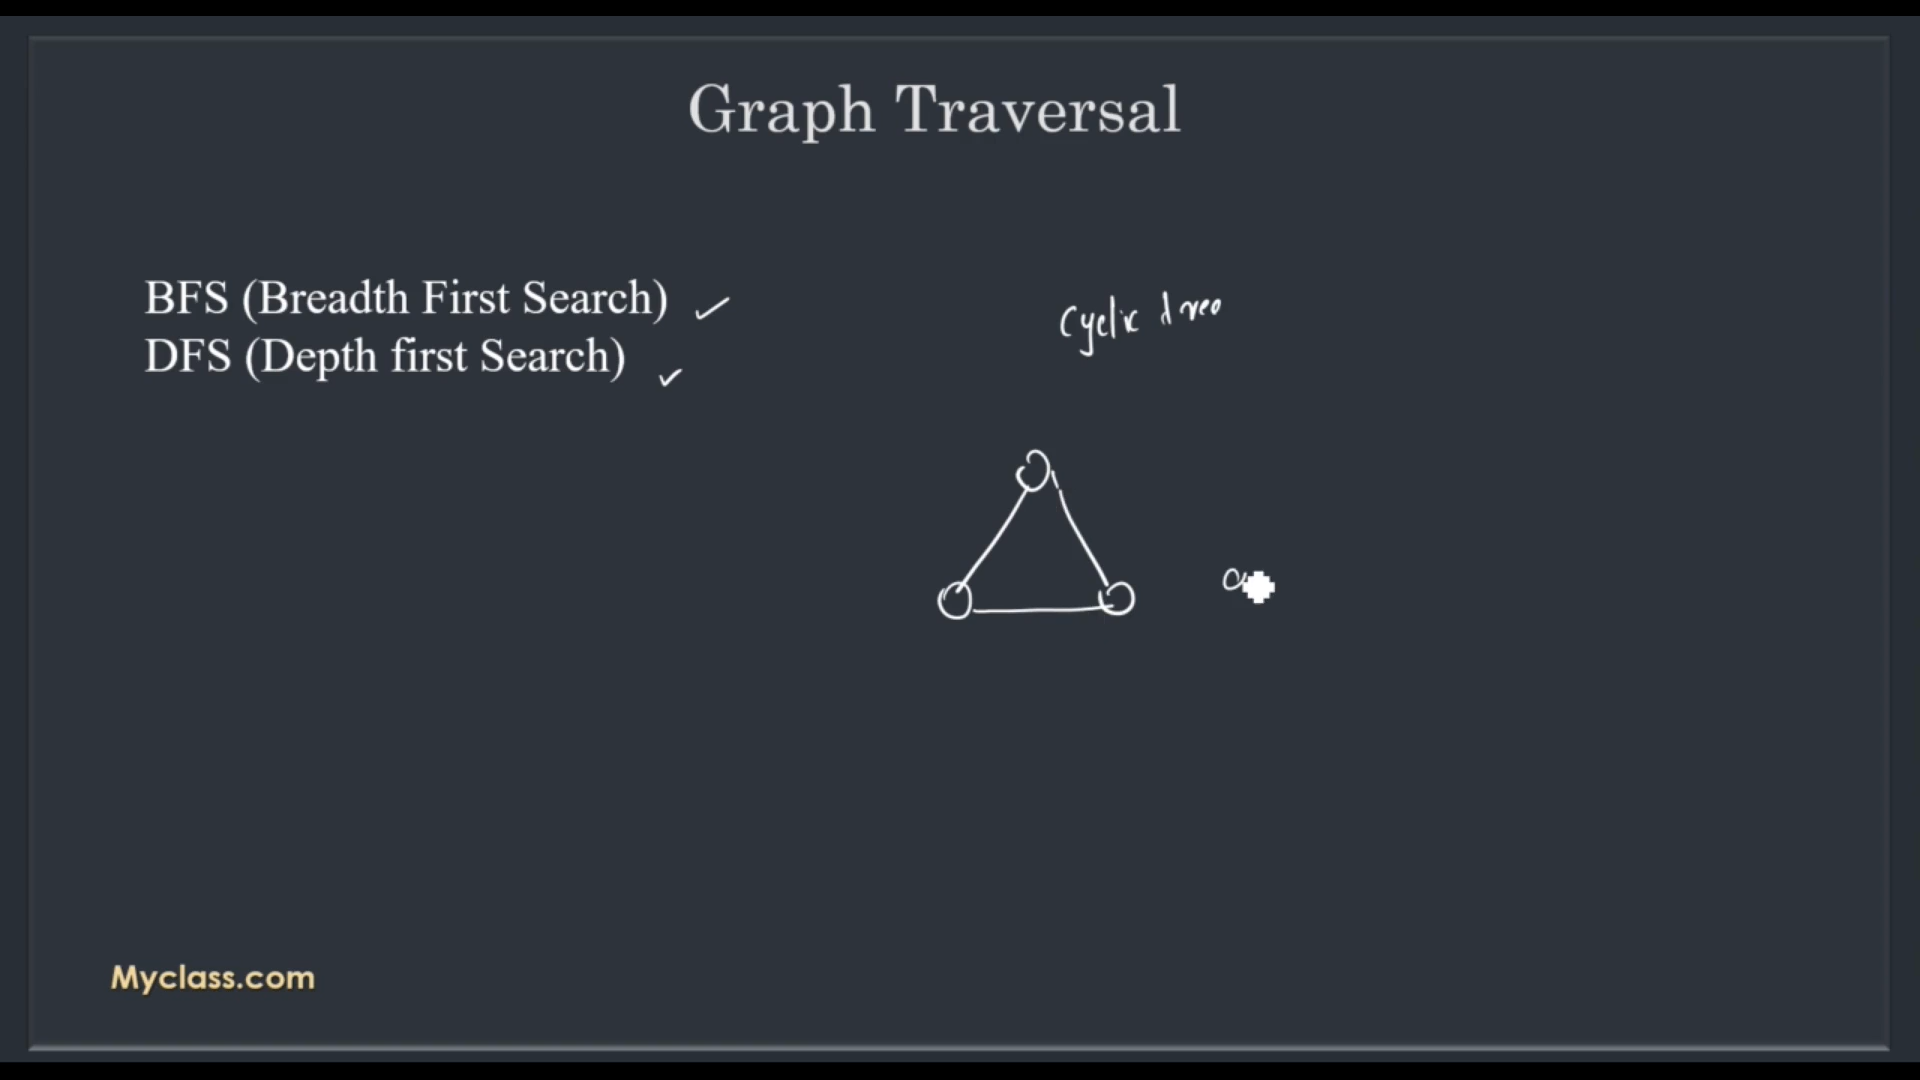 Graph Traversal
BFS (Breadth First Search)
DFS (Depth first Search)
Cyclic
Myclass.com